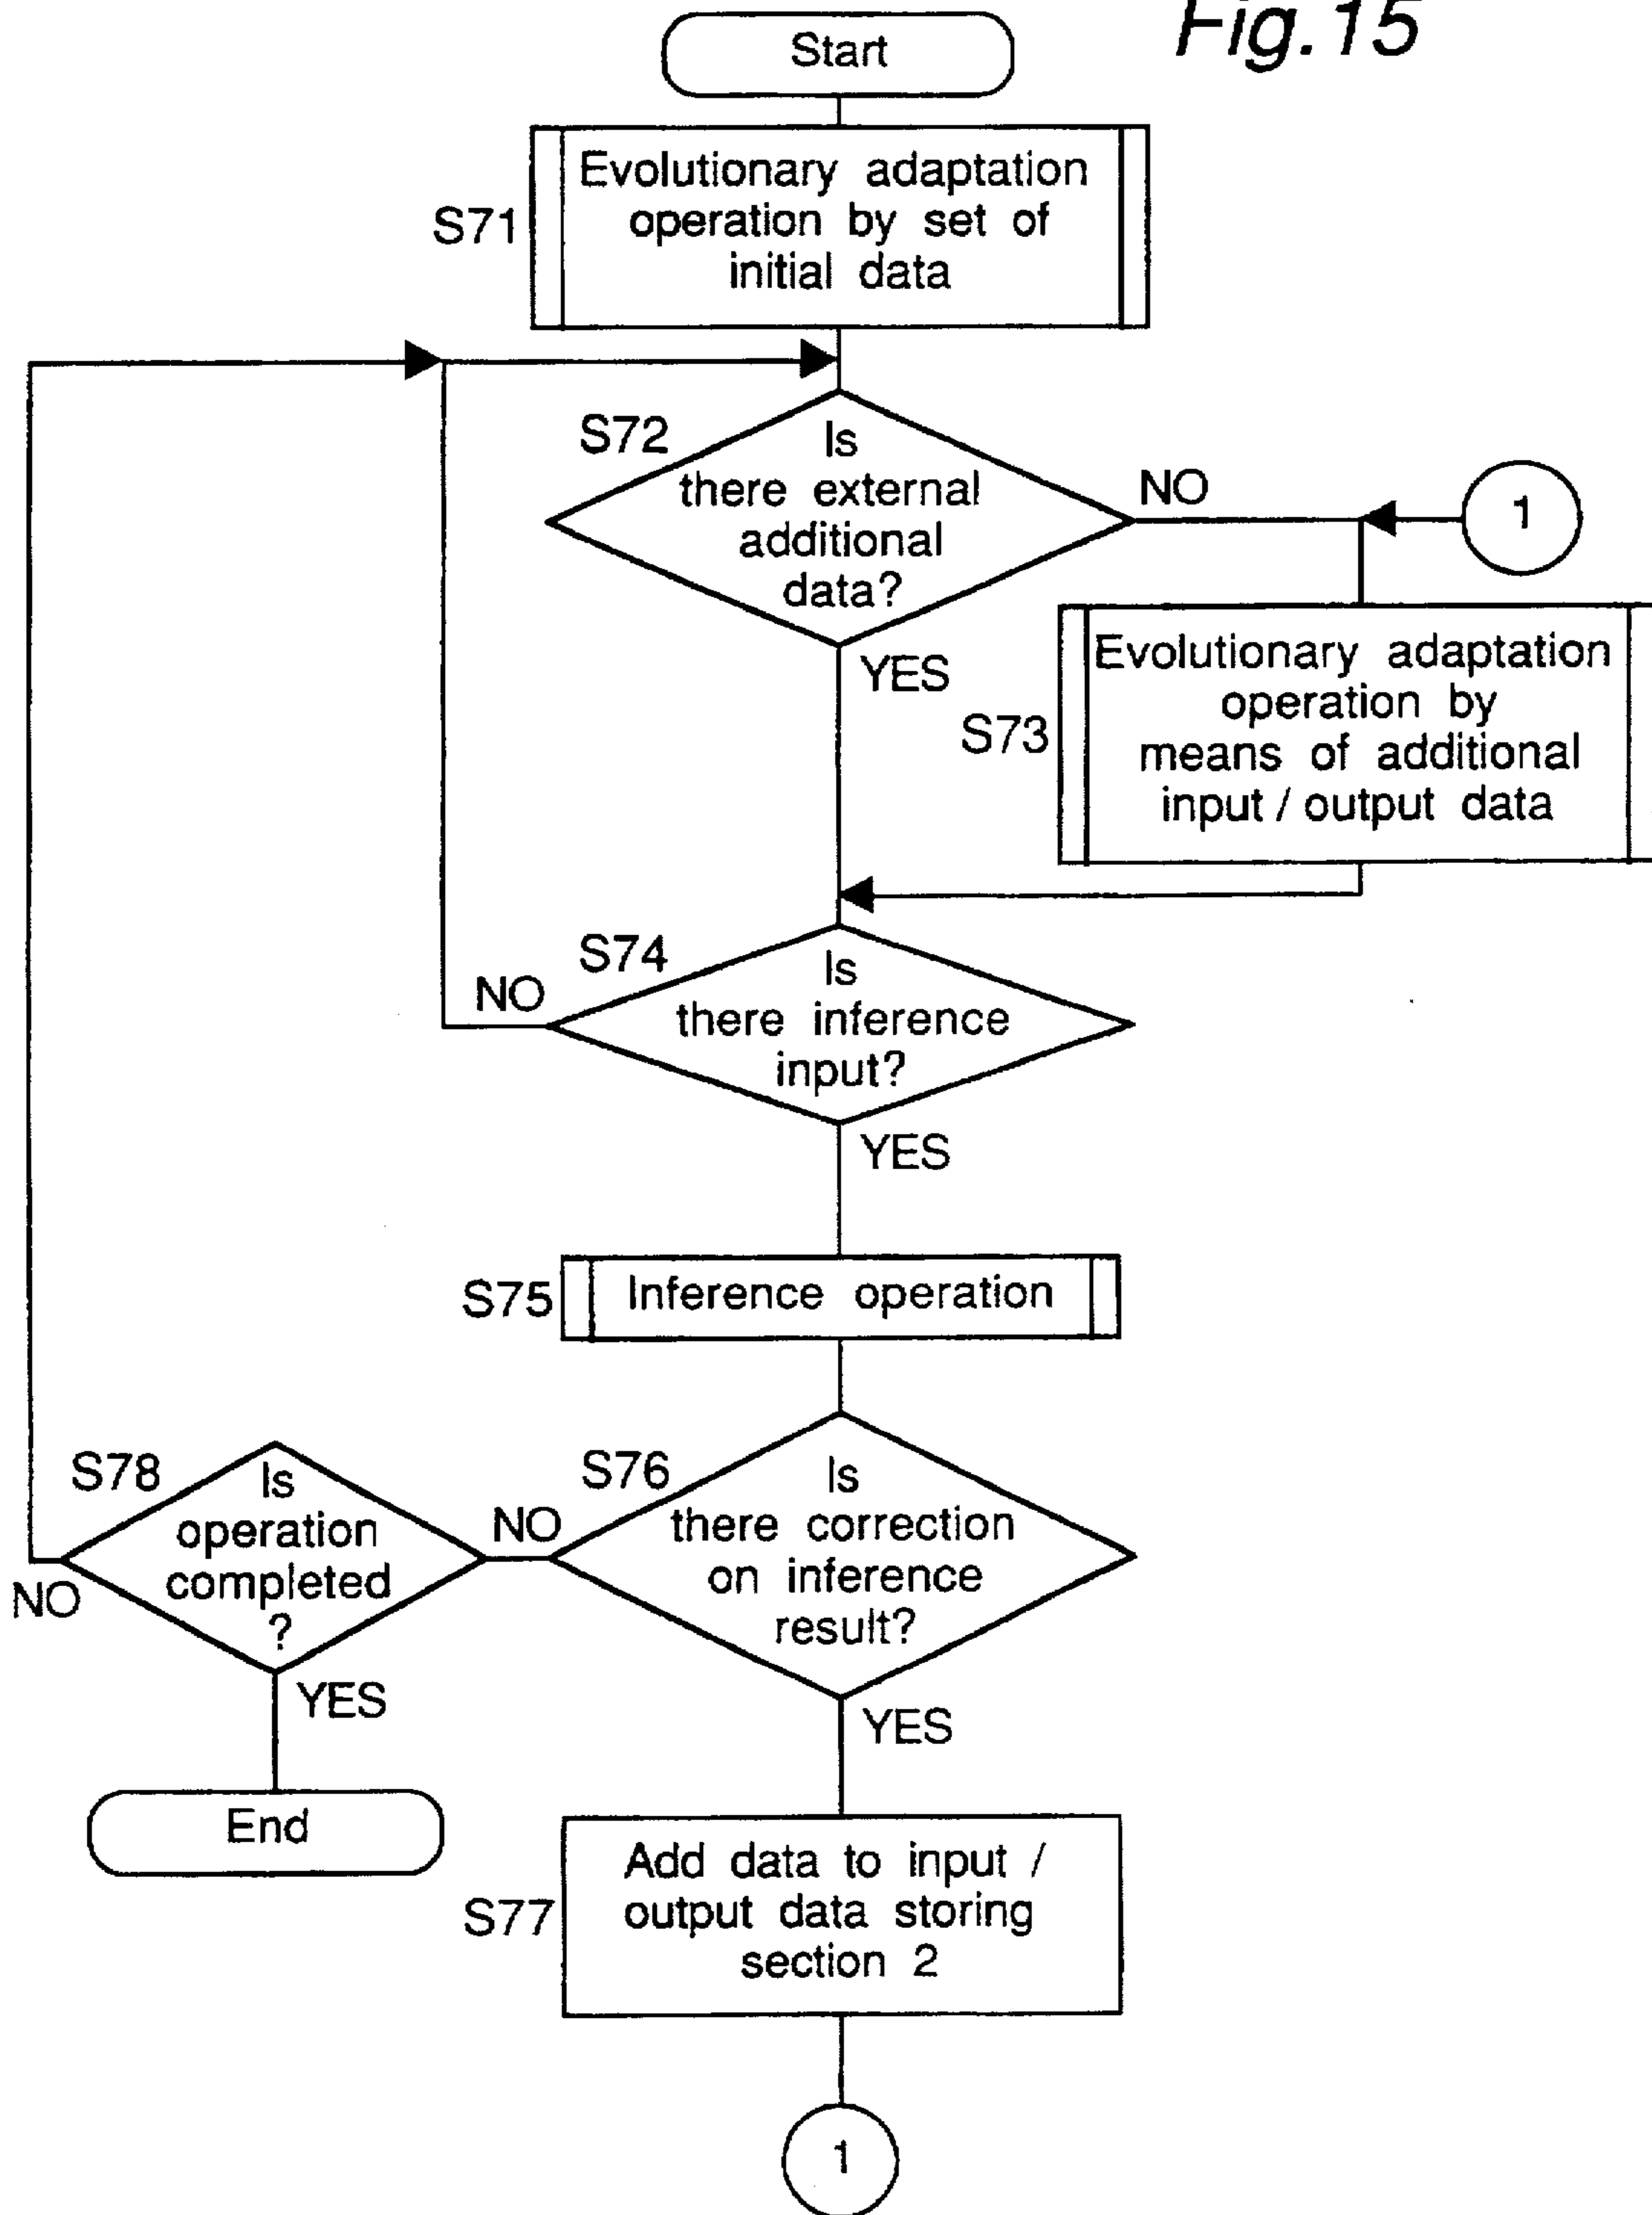 Fig.15
Start
S71
Evolutionary adaptation
operation by set of
initial data
S72
Is
there external
additional
data?
NO
1
YES
S73
Evolutionary adaptation
operation by
means of additional
input / output data
S74
Is
there inference
input?
NO
YES
S75
Inference operation
S76
Is
there correction
on inference
result?
NO
S78
Is
operation
completed
?
NO
YES
End
YES
S77
Add data to input /
output data storing
section 2
1